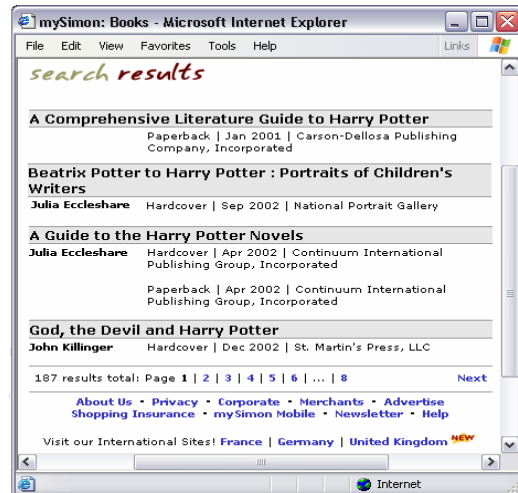 mySimon: Books - Microsoft Internet Explorer
File Edit View Favorites Tools Help Links
search results
A Comprehensive Literature Guide to Harry Potter
Paperback | Jan 2001 | Carson-Dellosa Publishing
Company, Incorporated
Beatrix Potter to Harry Potter : Portraits of Children's
Writers
Julia Eccleshare Hardcover | Sep 2002 | National Portrait Gallery
A Guide to the Harry Potter Novels
Julia Eccleshare Hardcover | Apr 2002 | Continuum International
Publishing Group, Incorporated
Paperback | Apr 2002 | Continuum International
Publishing Group, Incorporated
God, the Devil and Harry Potter
John Killinger Hardcover | Dec 2002 | St. Martin's Press, LLC
187 results total: Page 1 | 2 | 3 | 4 | 5 | 6 | ... | 8 Next
About Us • Privacy • Corporate • Merchants • Advertise
Shopping Insurance • mySimon Mobile • Newsletter • Help
Visit our International Sites! France | Germany | United Kingdom NEW
Internet